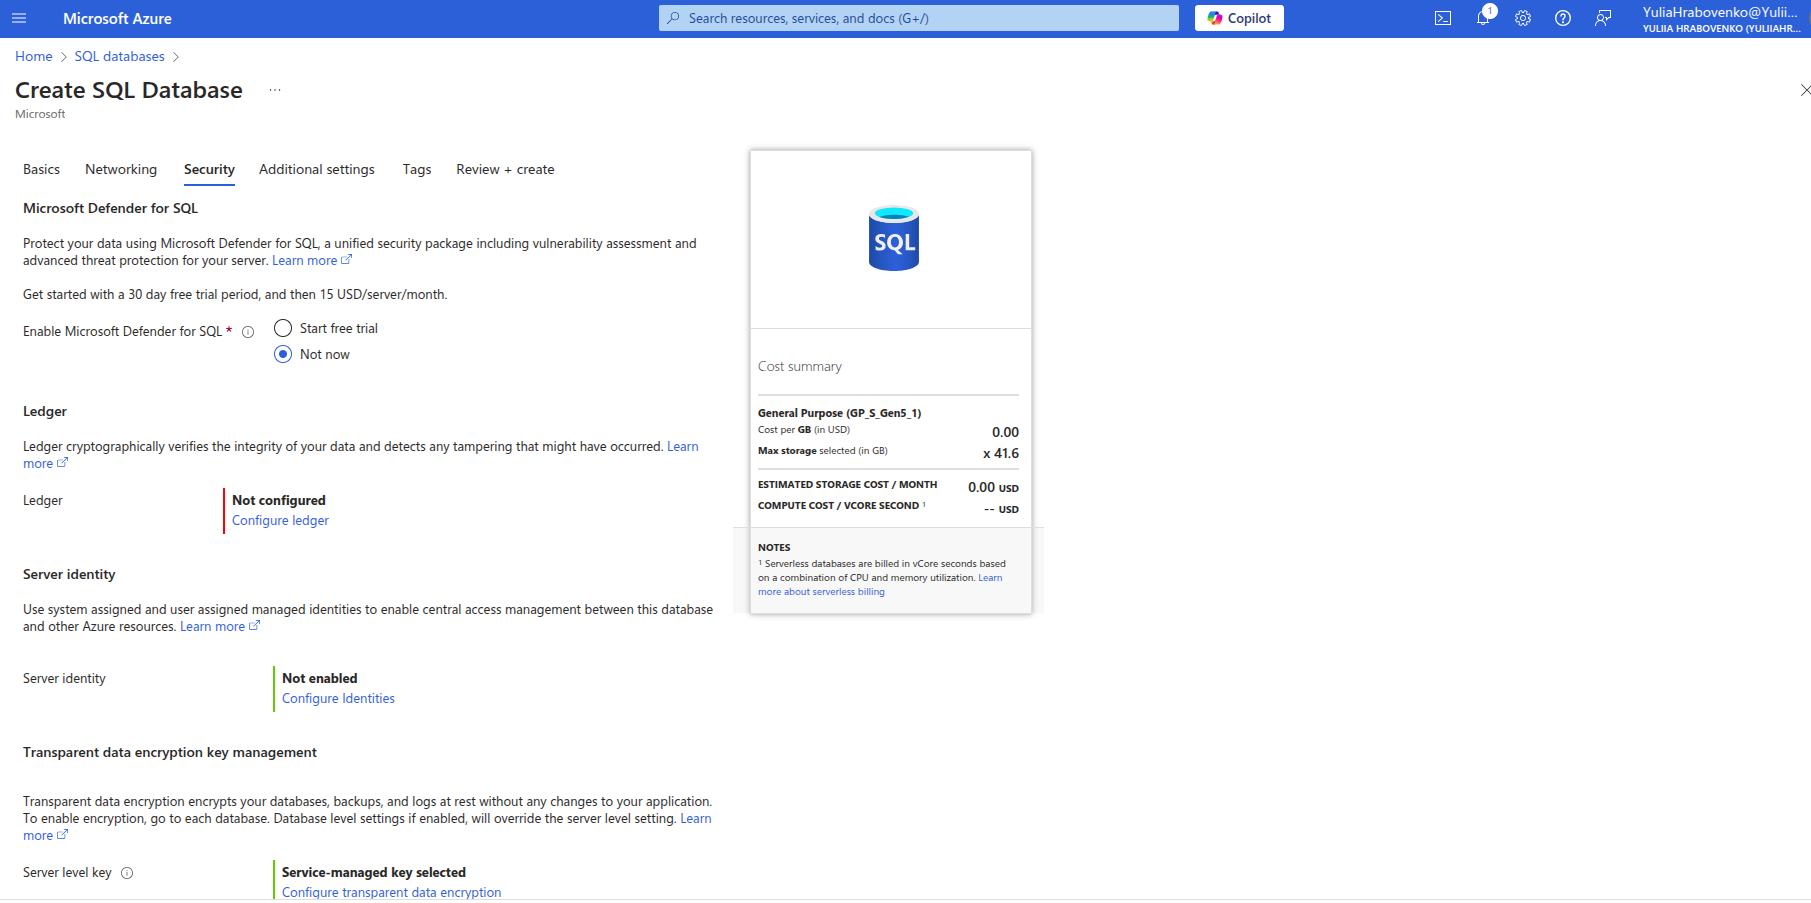 Microsoft Azure
Search resources, services, and docs (G+/)
Copilot
1
YuliaHrabovenko@Yulii...
YULIIA HRABOVENKO (YULIIAHR...
Home > SQL databases >
Create SQL Database ...
Microsoft
Basics Networking Security Additional settings Tags Review + create
Microsoft Defender for SQL
Protect your data using Microsoft Defender for SQL, a unified security package including vulnerability assessment and
advanced threat protection for your server. Learn more
Get started with a 30 day free trial period, and then 15 USD/server/month.
Enable Microsoft Defender for SQL *
Start free trial
Not now
Ledger
Ledger cryptographically verifies the integrity of your data and detects any tampering that might have occurred. Learn
more
Ledger
Not configured
Configure ledger
Server identity
Use system assigned and user assigned managed identities to enable central access management between this database
and other Azure resources. Learn more
Server identity
Not enabled
Configure Identities
Transparent data encryption key management
Transparent data encryption encrypts your databases, backups, and logs at rest without any changes to your application.
To enable encryption, go to each database. Database level settings if enabled, will override the server level setting. Learn
more
Server level key
Service-managed key selected
Configure transparent data encryption
SQL
Cost summary
General Purpose (GP_S_Gen5_1)
Cost per GB (in USD) 0.00
Max storage selected (in GB) x 41.6
ESTIMATED STORAGE COST / MONTH 0.00 USD
COMPUTE COST / VCORE SECOND ¹ -- USD
NOTES
¹ Serverless databases are billed in vCore seconds based
on a combination of CPU and memory utilization. Learn
more about serverless billing